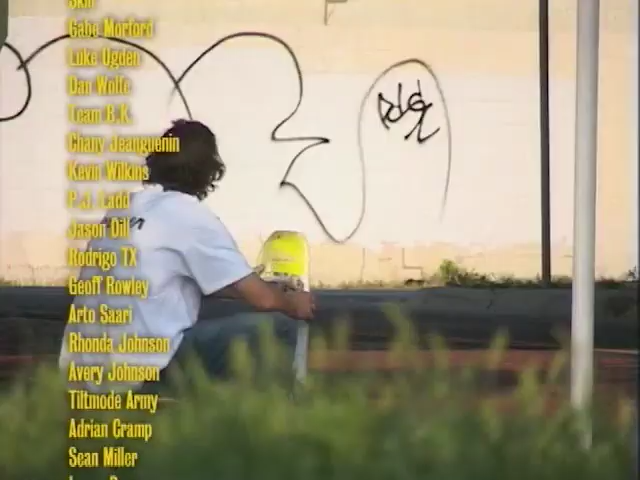 Skin
Gabe Morford
Luke Ogden
Dan Wolfe
Team B.K.
Chany Jeanguenin
Kevin Wilkins
P.J. Ladd
Jason Dill
Rodrigo TX
Geoff Rowley
Arto Saari
Rhonda Johnson
Avery Johnson
Tiltmode Army
Adrian Cramp
Sean Miller